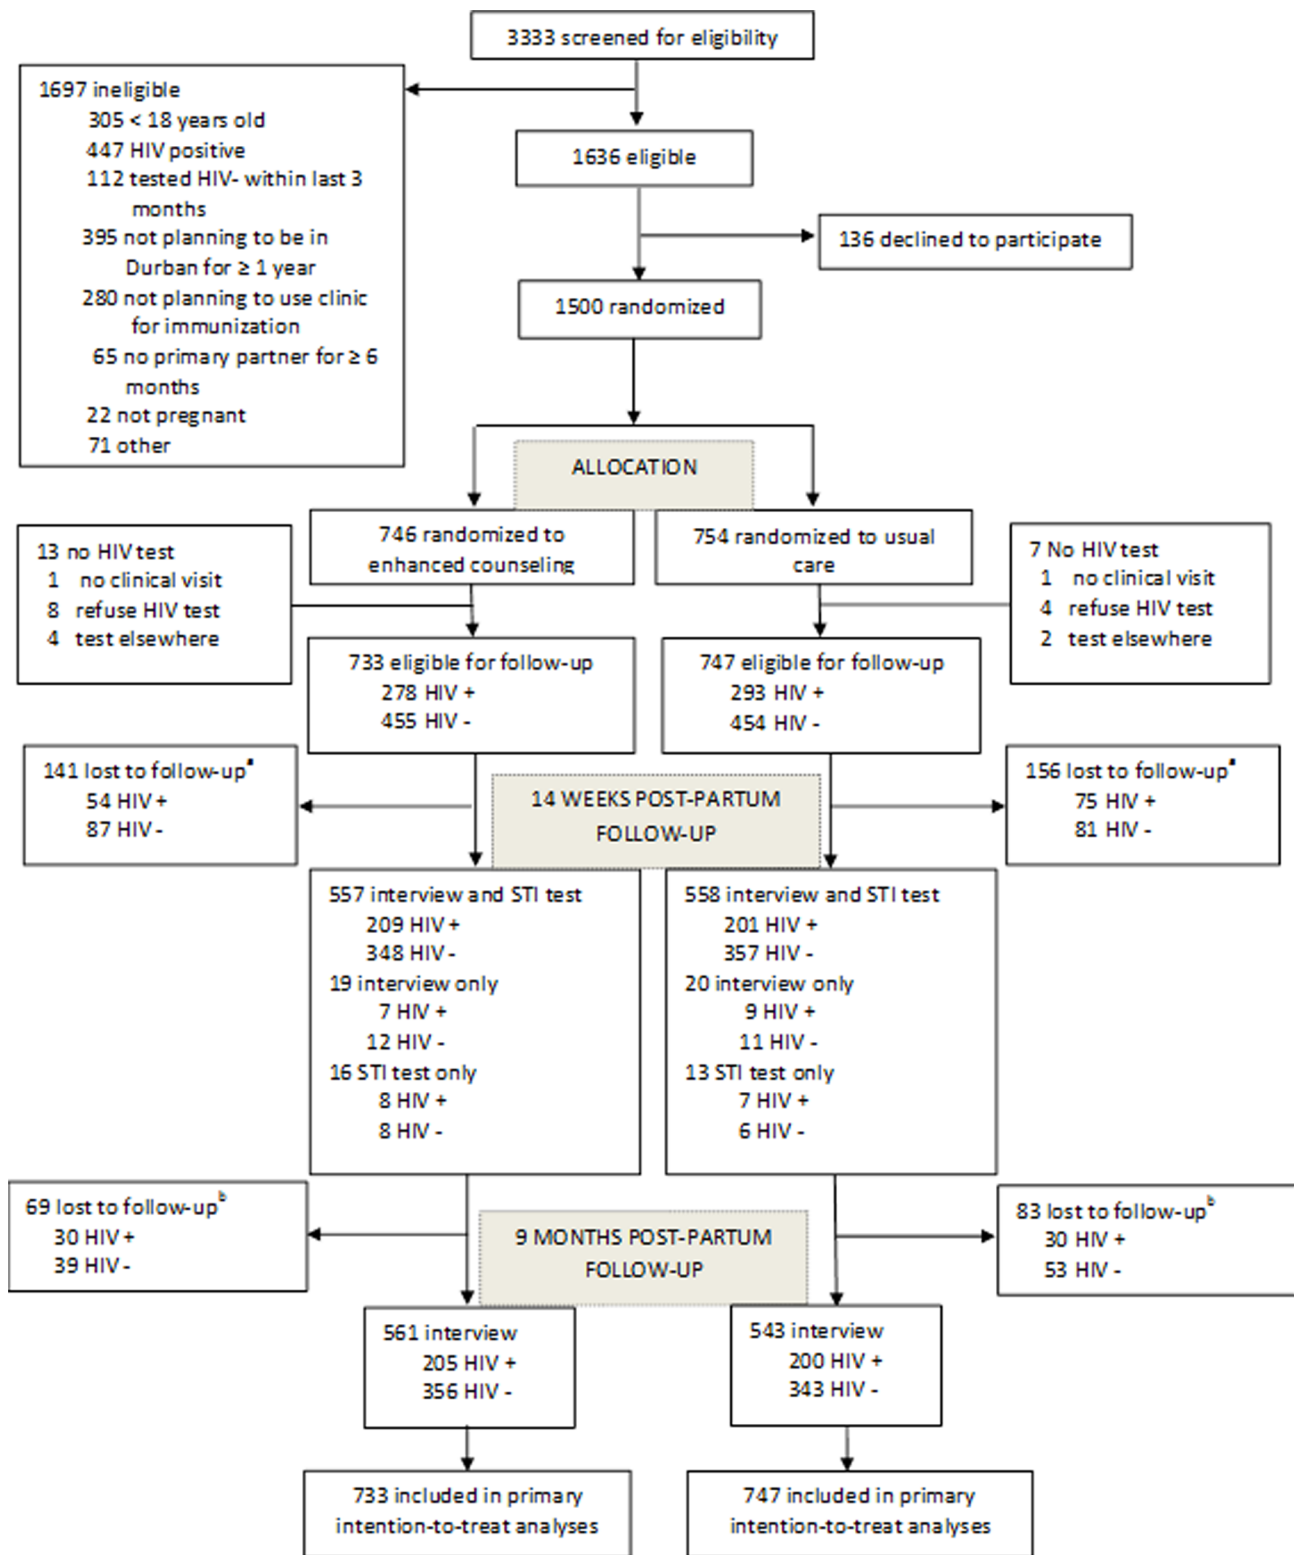 3333 screened for eligibility
1697 ineligible
305 < 18 years old
447 HIV positive
112 tested HIV- within last 3
months
395 not planning to be in
Durban for ≥ 1 year
280 not planning to use clinic
for immunization
65 no primary partner for ≥ 6
months
22 not pregnant
71 other
1636 eligible
136 declined to participate
1500 randomized
ALLOCATION
746 randomized to
enhanced counseling
754 randomized to usual
care
13 no HIV test
1 no clinical visit
8 refuse HIV test
4 test elsewhere
7 No HIV test
1 no clinical visit
4 refuse HIV test
2 test elsewhere
733 eligible for follow-up
278 HIV +
455 HIV -
747 eligible for follow-up
293 HIV +
454 HIV -
141 lost to follow-upª
54 HIV +
87 HIV -
14 WEEKS POST-PARTUM
FOLLOW-UP
156 lost to follow-upª
75 HIV +
81 HIV -
557 interview and STI test
209 HIV +
348 HIV -
19 interview only
7 HIV +
12 HIV -
16 STI test only
8 HIV +
8 HIV -
558 interview and STI test
201 HIV +
357 HIV -
20 interview only
9 HIV +
11 HIV -
13 STI test only
7 HIV +
6 HIV -
69 lost to follow-upᵇ
30 HIV +
39 HIV -
9 MONTHS POST-PARTUM
FOLLOW-UP
83 lost to follow-upᵇ
30 HIV +
53 HIV -
561 interview
205 HIV +
356 HIV -
543 interview
200 HIV +
343 HIV -
733 included in primary
intention-to-treat analyses
747 included in primary
intention-to-treat analyses